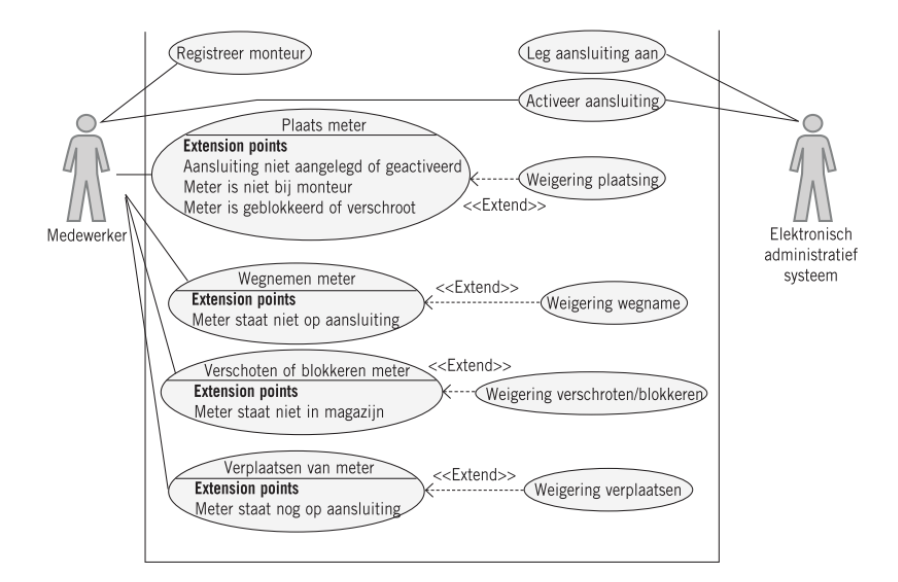 Registreer monteur
Leg aansluiting aan
Activeer aansluiting
Plaats meter
Extension points
Aansluiting niet aangelegd of geactiveerd
Meter is niet bij monteur
Meter is geblokkeerd of verschroot
Weigering plaatsing
<<Extend>>
Medewerker
Elektronisch
administratief
systeem
Wegnemen meter
Extension points
Meter staat niet op aansluiting
<<Extend>>
Weigering wegname
Verschoten of blokkeren meter
Extension points
Meter staat niet in magazijn
<<Extend>>
Weigering verschroten/blokkeren
Verplaatsen van meter
Extension points
Meter staat nog op aansluiting
<<Extend>>
Weigering verplaatsen